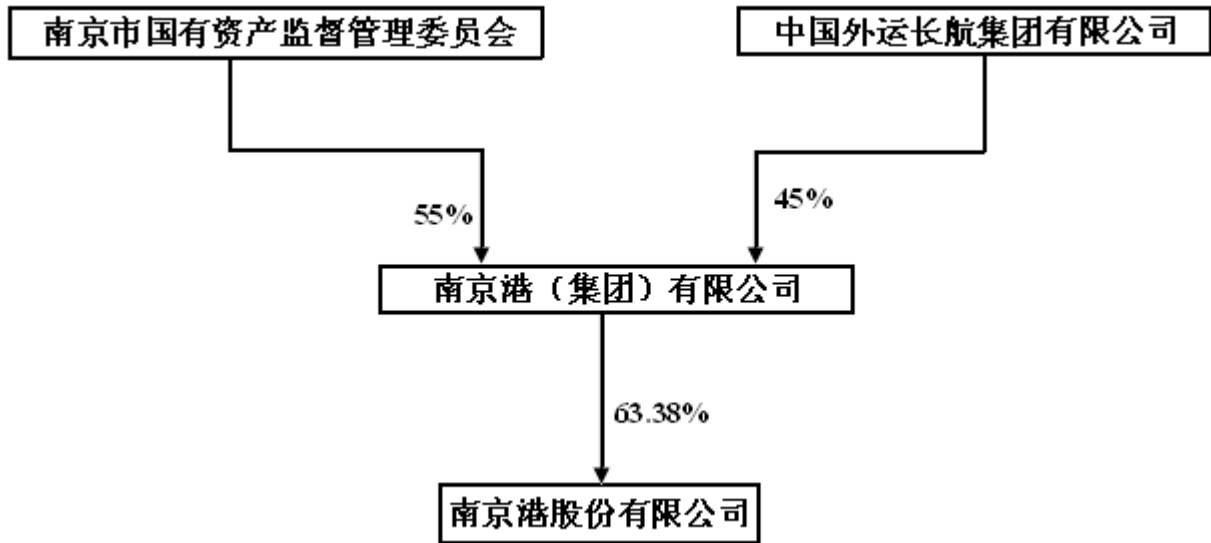 南京市国有资产监督管理委员会
中国外运长航集团有限公司
55%
45%
南京港（集团）有限公司
63.38%
南京港股份有限公司